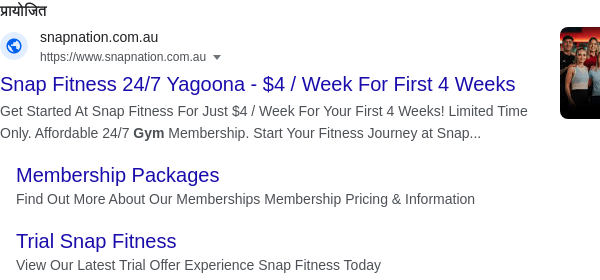 प्रायोजित
snapnation.com.au
https://www.snapnation.com.au
Snap Fitness 24/7 Yagoona - $4 / Week For First 4 Weeks
Get Started At Snap Fitness For Just $4 / Week For Your First 4 Weeks! Limited Time
Only. Affordable 24/7 Gym Membership. Start Your Fitness Journey at Snap...
Membership Packages
Find Out More About Our Memberships Membership Pricing & Information
Trial Snap Fitness
View Our Latest Trial Offer Experience Snap Fitness Today